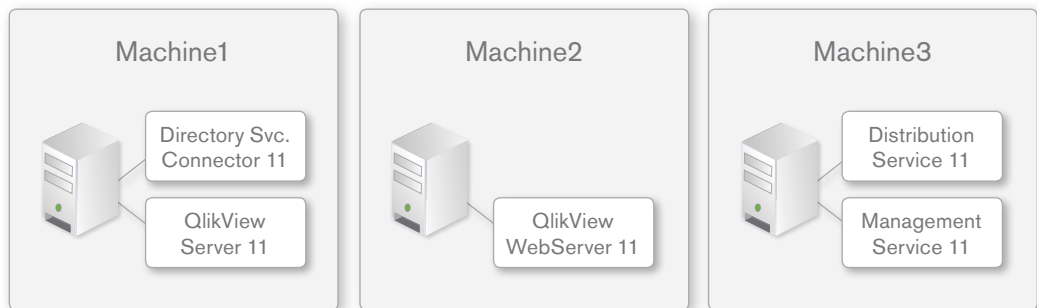 Machine1
Directory Svc.
Connector 11
QlikView
Server 11
Machine2
QlikView
WebServer 11
Machine3
Distribution
Service 11
Management
Service 11